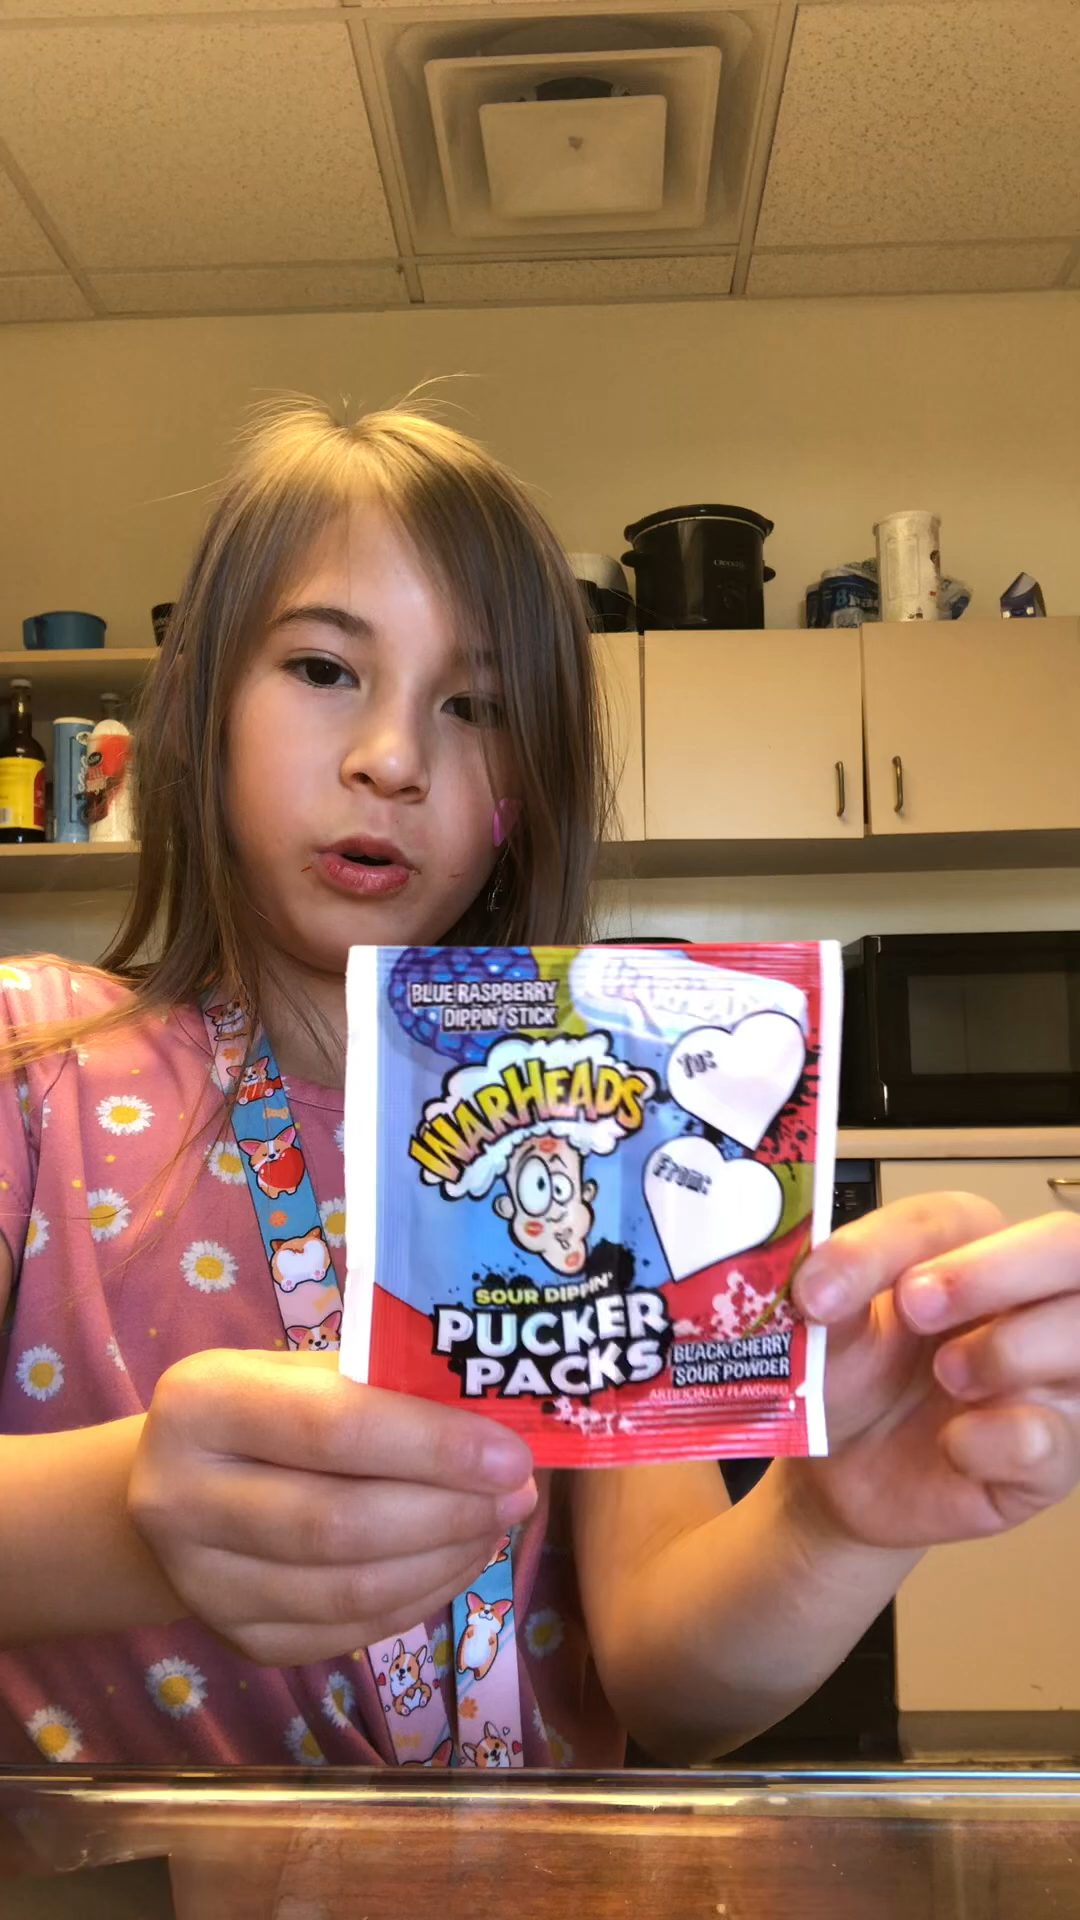 BLUE RASPBERRY
DIPPIN' STICK
To:
WARHEADS
From:
SOUR DIPPIN'
PUCKER
PACKS
BLACK CHERRY
SOUR POWDER
ARTIFICIALLY FLAVORED